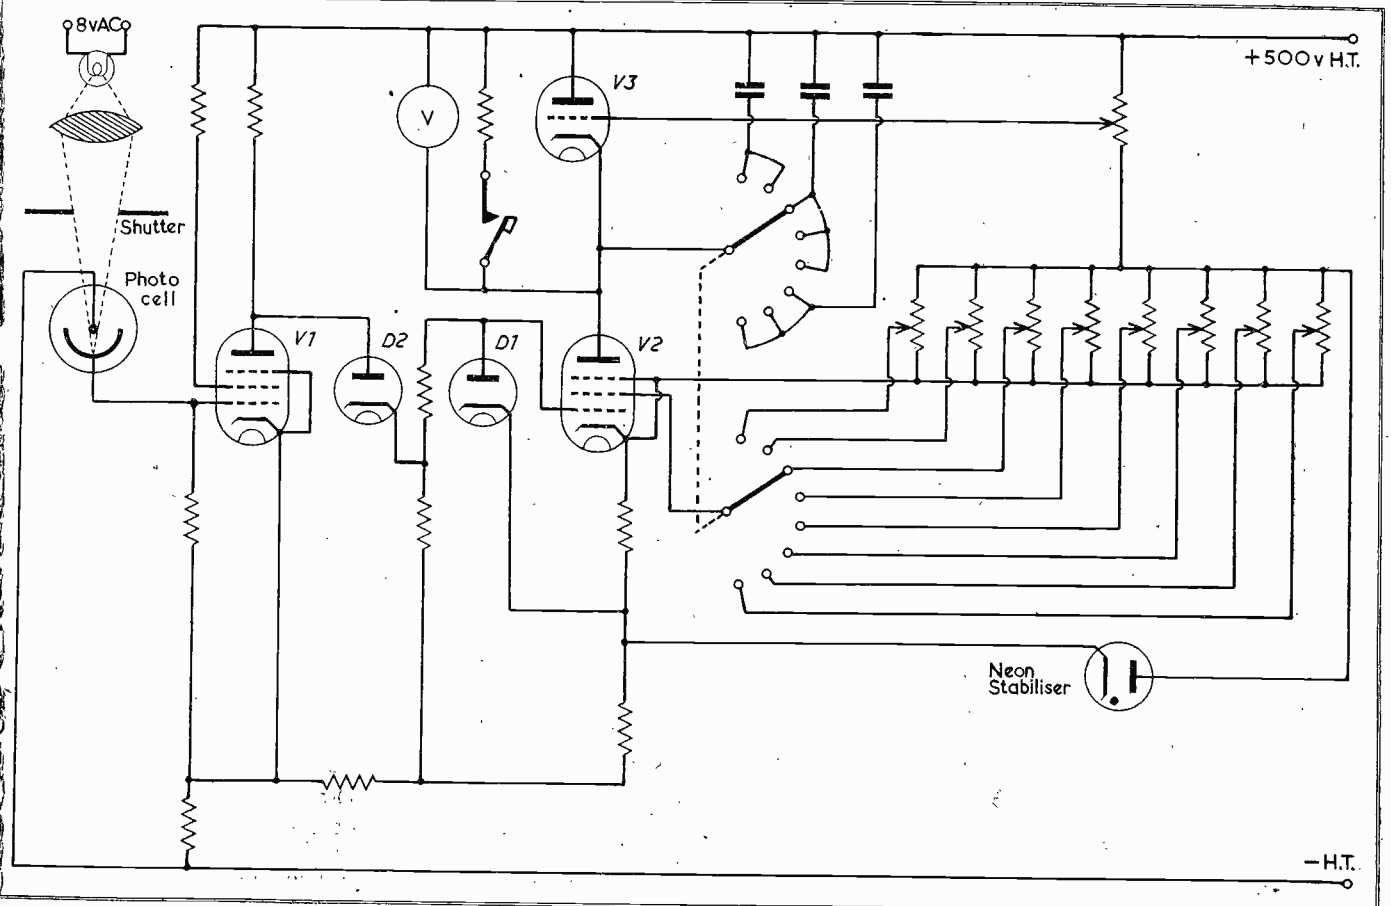 8vAC
+500v H.T.
V3
V
Shutter
Photo
cell
V1
D2
D1
V2
Neon
Stabiliser
−H.T.